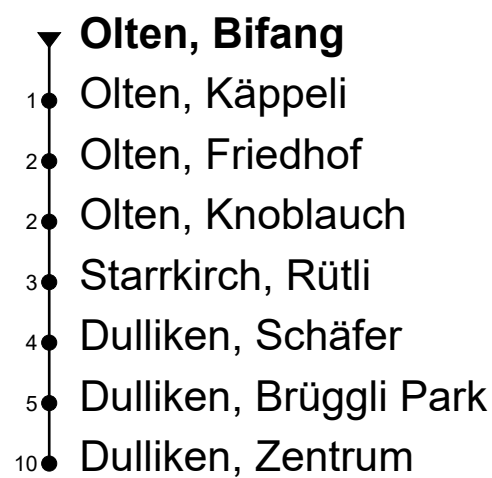 Olten, Bifang
1 Olten, Käppeli
2 Olten, Friedhof
2 Olten, Knoblauch
3 Starrkirch, Rütli
4 Dulliken, Schäfer
5 Dulliken, Brüggli Park
10 Dulliken, Zentrum